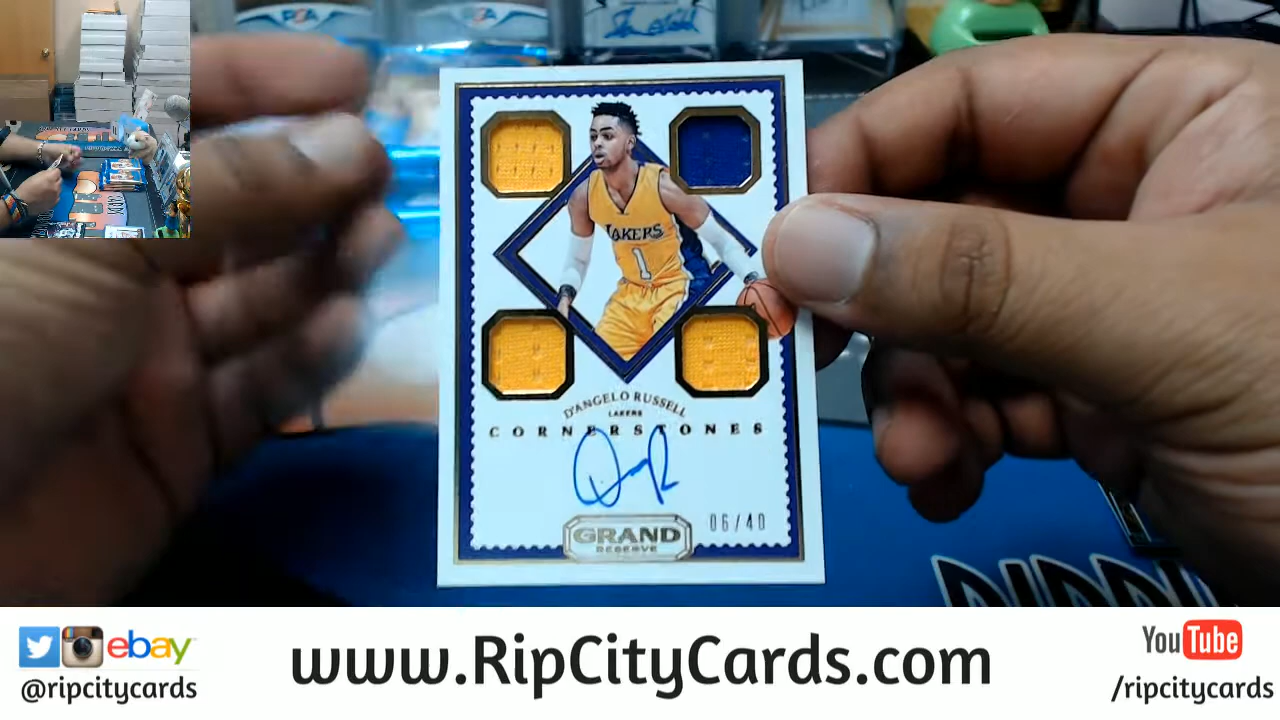 LAKERS
1
D'ANGELO RUSSELL
LAKERS
CORNERSTONES
06/40
GRAND
RESERVE
ebay
@ripcitycards
www.RipCityCards.com
YouTube
/ripcitycards